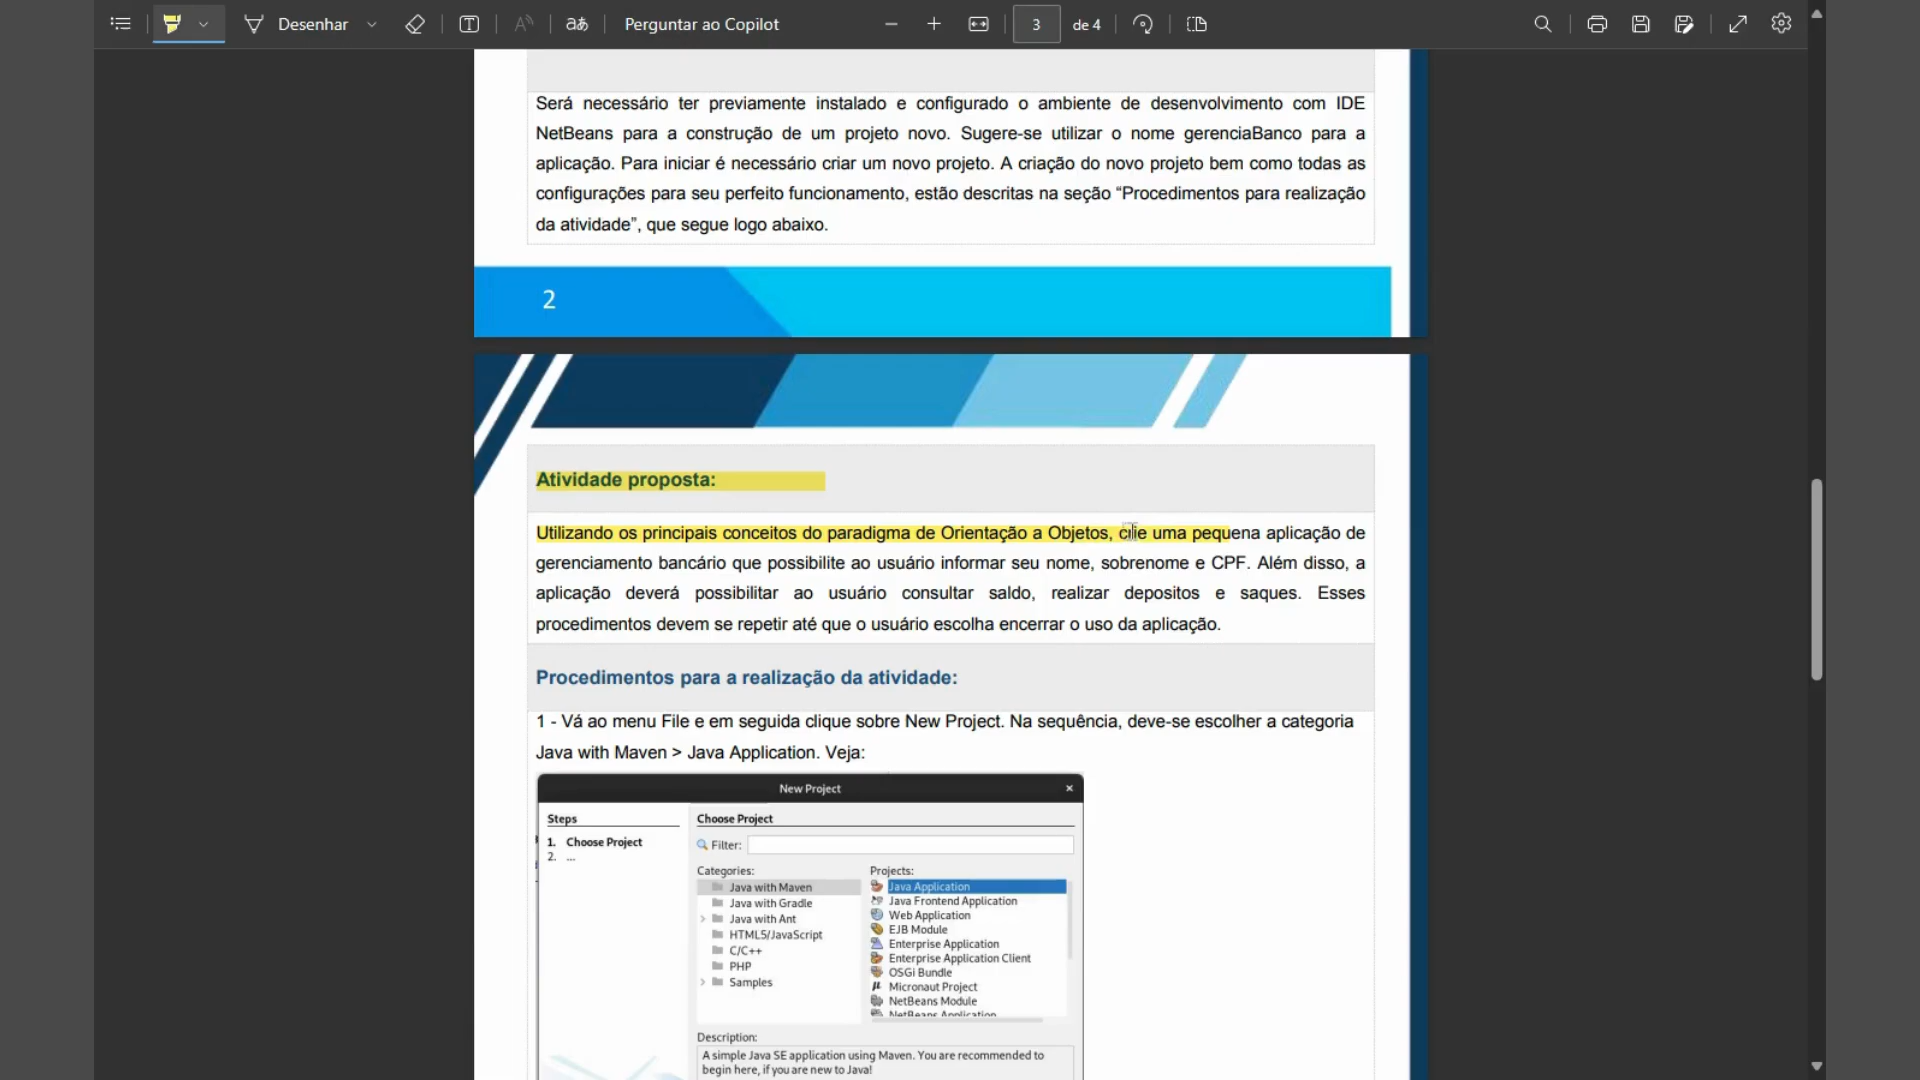 Desenhar
aあ
Perguntar ao Copilot
3 de 4
Será necessário ter previamente instalado e configurado o ambiente de desenvolvimento com IDE
NetBeans para a construção de um projeto novo. Sugere-se utilizar o nome gerenciaBanco para a
aplicação. Para iniciar é necessário criar um novo projeto. A criação do novo projeto bem como todas as
configurações para seu perfeito funcionamento, estão descritas na seção “Procedimentos para realização
da atividade”, que segue logo abaixo.
2
Atividade proposta:
Utilizando os principais conceitos do paradigma de Orientação a Objetos, crie uma pequena aplicação de
gerenciamento bancário que possibilite ao usuário informar seu nome, sobrenome e CPF. Além disso, a
aplicação deverá possibilitar ao usuário consultar saldo, realizar depositos e saques. Esses
procedimentos devem se repetir até que o usuário escolha encerrar o uso da aplicação.
Procedimentos para a realização da atividade:
1 - Vá ao menu File e em seguida clique sobre New Project. Na sequência, deve-se escolher a categoria
Java with Maven > Java Application. Veja:
New Project
Steps
1. Choose Project
2. ...
Choose Project
Filter:
Categories:
Java with Maven
Java with Gradle
Java with Ant
HTML5/JavaScript
C/C++
PHP
Samples
Projects:
Java Application
Java Frontend Application
Web Application
EJB Module
Enterprise Application
Enterprise Application Client
OSGi Bundle
Micronaut Project
NetBeans Module
NetBeans Application
Description:
A simple Java SE application using Maven. You are recommended to
begin here, if you are new to Java!